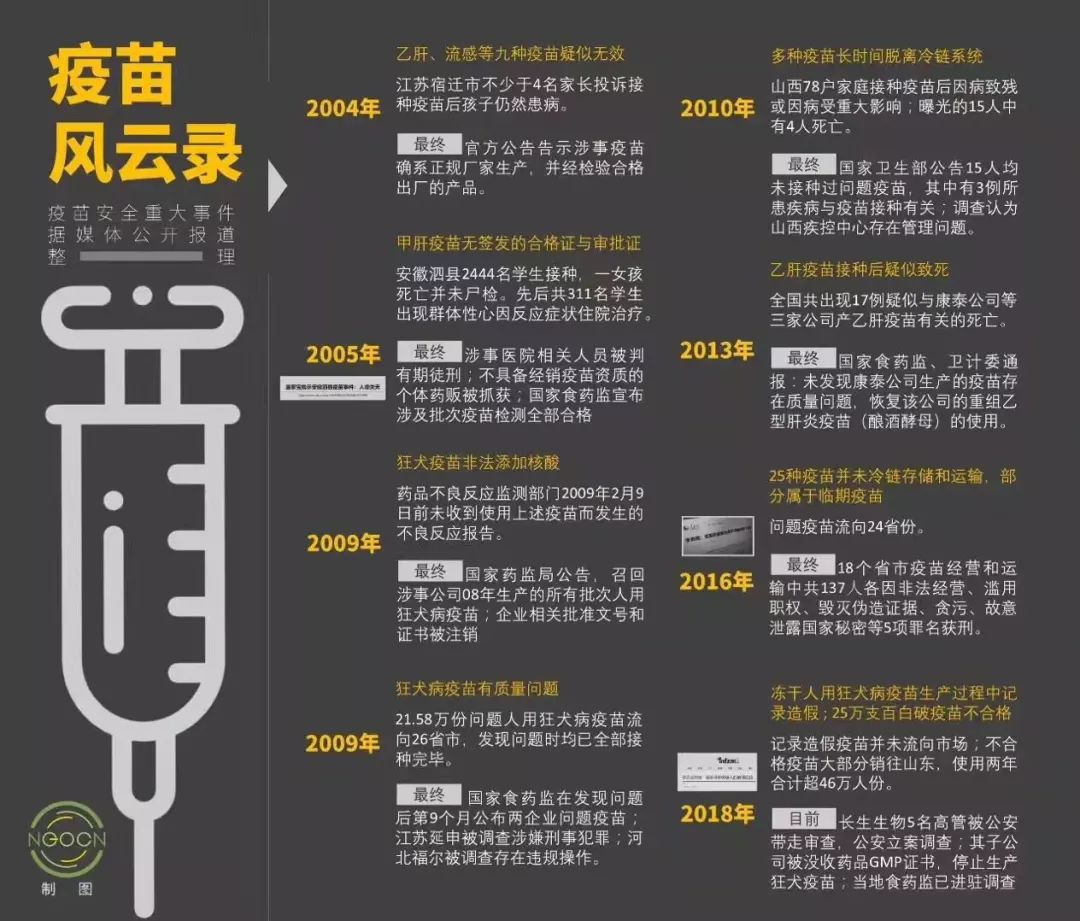 疫苗
风云录
疫苗安全重大事件
据媒体公开报道
整 理
2004年
乙肝、流感等九种疫苗疑似无效
江苏宿迁市不少于4名家长投诉接
种疫苗后孩子仍然患病。
最终 官方公告告示涉事疫苗
确系正规厂家生产，并经检验合格
出厂的产品。
2005年
甲肝疫苗无签发的合格证与审批证
安徽泗县2444名学生接种，一女孩
死亡并未尸检。先后共311名学生
出现群体性心因反应症状住院治疗。
最终 涉事医院相关人员被判
有期徒刑；不具备经销疫苗资质的
个体药贩被抓获；国家食药监宣布
涉及批次疫苗检测全部合格
2009年
狂犬疫苗非法添加核酸
药品不良反应监测部门2009年2月9
日前未收到使用上述疫苗而发生的
不良反应报告。
最终 国家药监局公告，召回
涉事公司08年生产的所有批次人用
狂犬病疫苗；企业相关批准文号和
证书被注销
2009年
狂犬病疫苗有质量问题
21.58万份问题人用狂犬病疫苗流
向26省市，发现问题时均已全部接
种完毕。
最终 国家食药监在发现问题
后第9个月公布两企业问题疫苗；
江苏延申被调查涉嫌刑事犯罪；河
北福尔被调查存在违规操作。
2010年
多种疫苗长时间脱离冷链系统
山西78户家庭接种疫苗后因病致残
或因病受重大影响；曝光的15人中
有4人死亡。
最终 国家卫生部公告15人均
未接种过问题疫苗，其中有3例所
患疾病与疫苗接种有关；调查认为
山西疾控中心存在管理问题。
2013年
乙肝疫苗接种后疑似致死
全国共出现17例疑似与康泰公司等
三家公司产乙肝疫苗有关的死亡。
最终 国家食药监、卫计委通
报：未发现康泰公司生产的疫苗存
在质量问题，恢复该公司的重组乙
型肝炎疫苗（酿酒酵母）的使用。
2016年
25种疫苗并未冷链存储和运输，部
分属于临期疫苗
问题疫苗流向24省份。
最终 18个省市疫苗经营和运
输中共137人各因非法经营、滥用
职权、毁灭伪造证据、贪污、故意
泄露国家秘密等5项罪名获刑。
2018年
冻干人用狂犬病疫苗生产过程中记
录造假；25万支百白破疫苗不合格
记录造假疫苗并未流向市场；不合
格疫苗大部分销往山东，使用两年
合计超46万人份。
目前 长生生物5名高管被公安
带走审查，公安立案调查；其子公
司被没收药品GMP证书，停止生产
狂犬疫苗；当地食药监已进驻调查
NGOCN
制 图